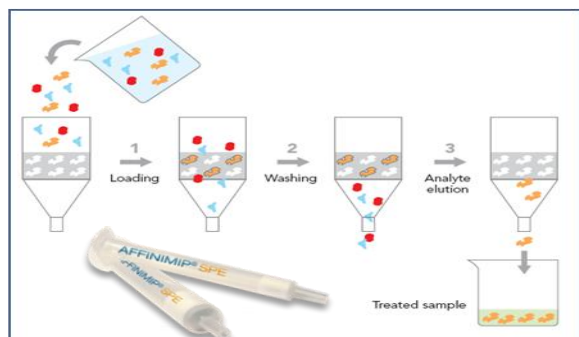 1
Loading
2
Washing
3
Analyte
elution
AFFINIMIP® SPE
AFFINIMIP® SPE
Treated sample